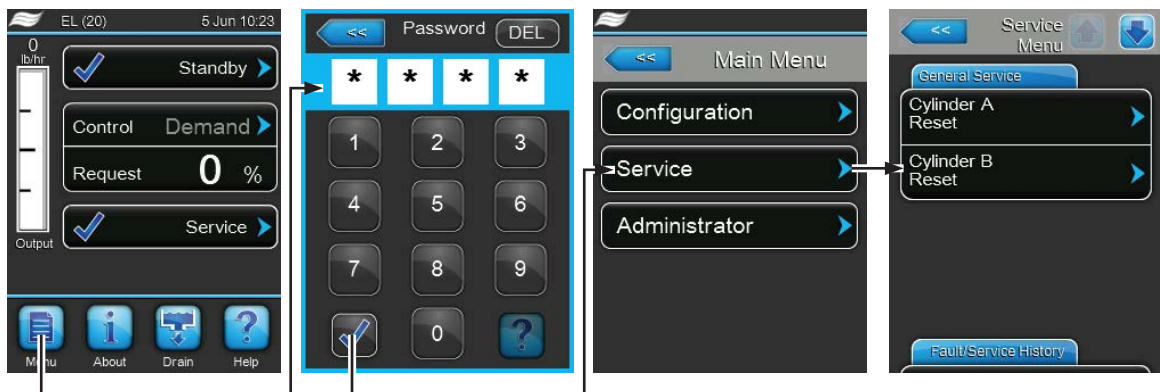 EL (20) 5 Jun 10:23
0
lb/hr
Standby
Control Demand
Request 0 %
Service
Output
Menu About Drain Help
<< Password DEL
* * * *
1 2 3
4 5 6
7 8 9
0 ?
<< Main Menu
Configuration
Service
Administrator
<< Service
Menu
General Service
Cylinder A
Reset
Cylinder B
Reset
Fault/Service History